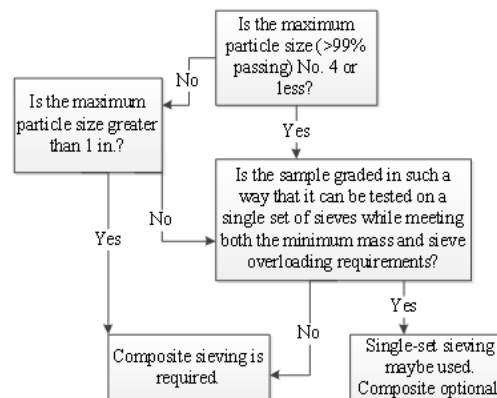 Is the maximum
particle size (>99%
passing) No. 4 or
less?
No
Is the maximum
particle size greater
than 1 in.?
Yes
Is the sample graded in such a
way that it can be tested on a
single set of sieves while meeting
both the minimum mass and sieve
overloading requirements?
No
Yes
No
Yes
Composite sieving is
required.
Single-set sieving
maybe used.
Composite optional